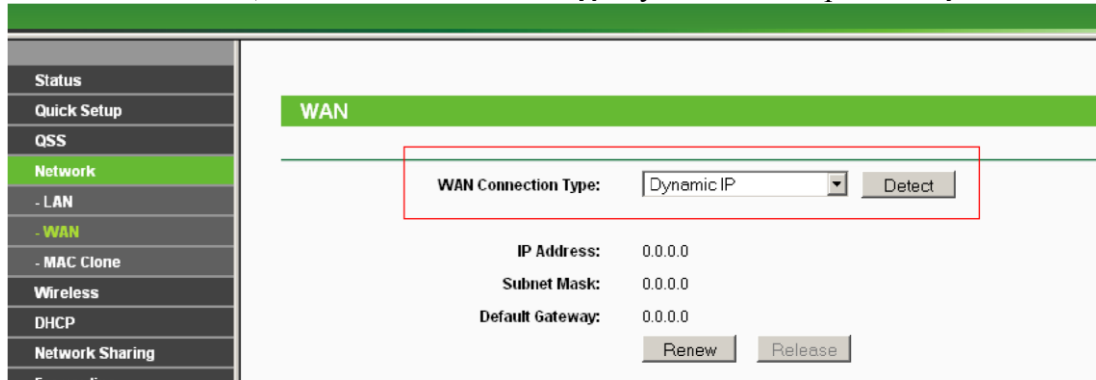 Status
Quick Setup
QSS
Network
- LAN
- WAN
- MAC Clone
Wireless
DHCP
Network Sharing
WAN
WAN Connection Type: Dynamic IP Detect
IP Address: 0.0.0.0
Subnet Mask: 0.0.0.0
Default Gateway: 0.0.0.0
Renew Release